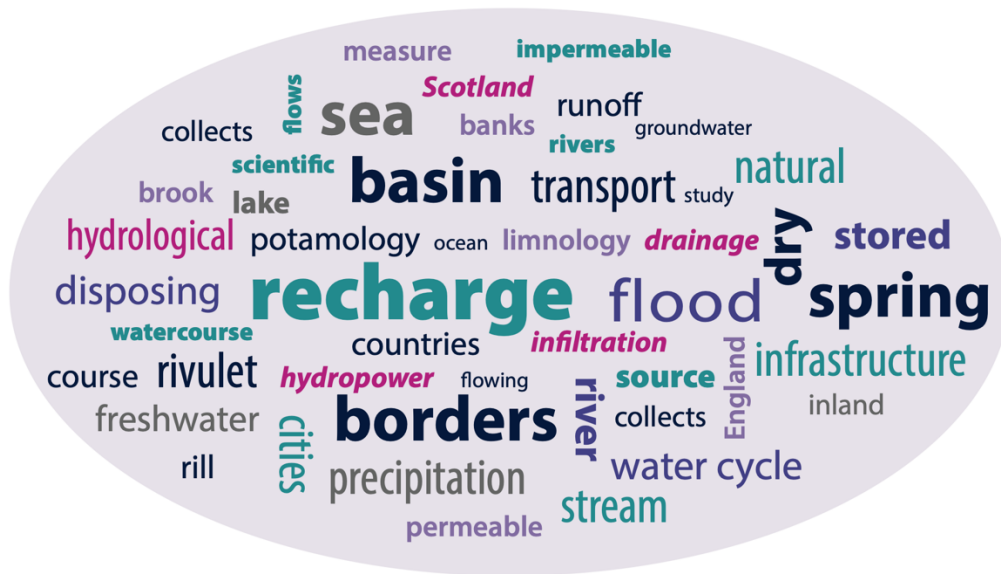 measure
impermeable
flows
Scotland
sea
runoff
banks
groundwater
collects
rivers
scientific
natural
basin
transport
study
brook
lake
hydrological
potamology
ocean
limnology
drainage
dry
stored
disposing
recharge
flood
spring
watercourse
countries
infiltration
England
infrastructure
course
rivulet
hydropower
flowing
river
source
inland
freshwater
cities
borders
collects
rill
precipitation
water cycle
stream
permeable